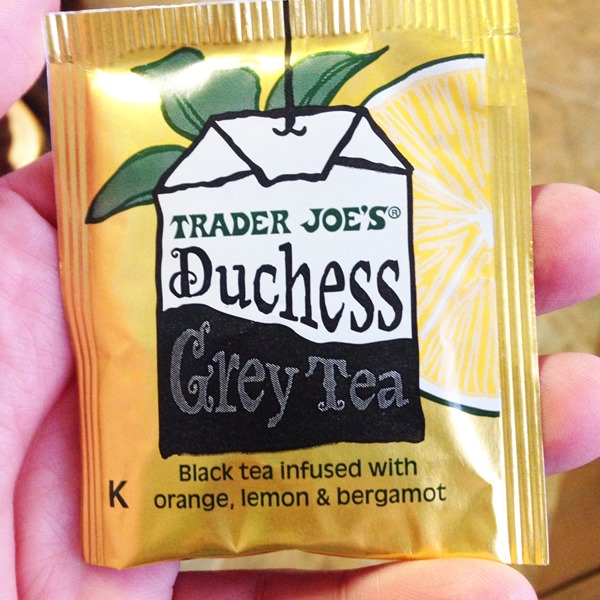 TRADER JOE'S®
Duchess
Grey Tea
Black tea infused with
K orange, lemon & bergamot